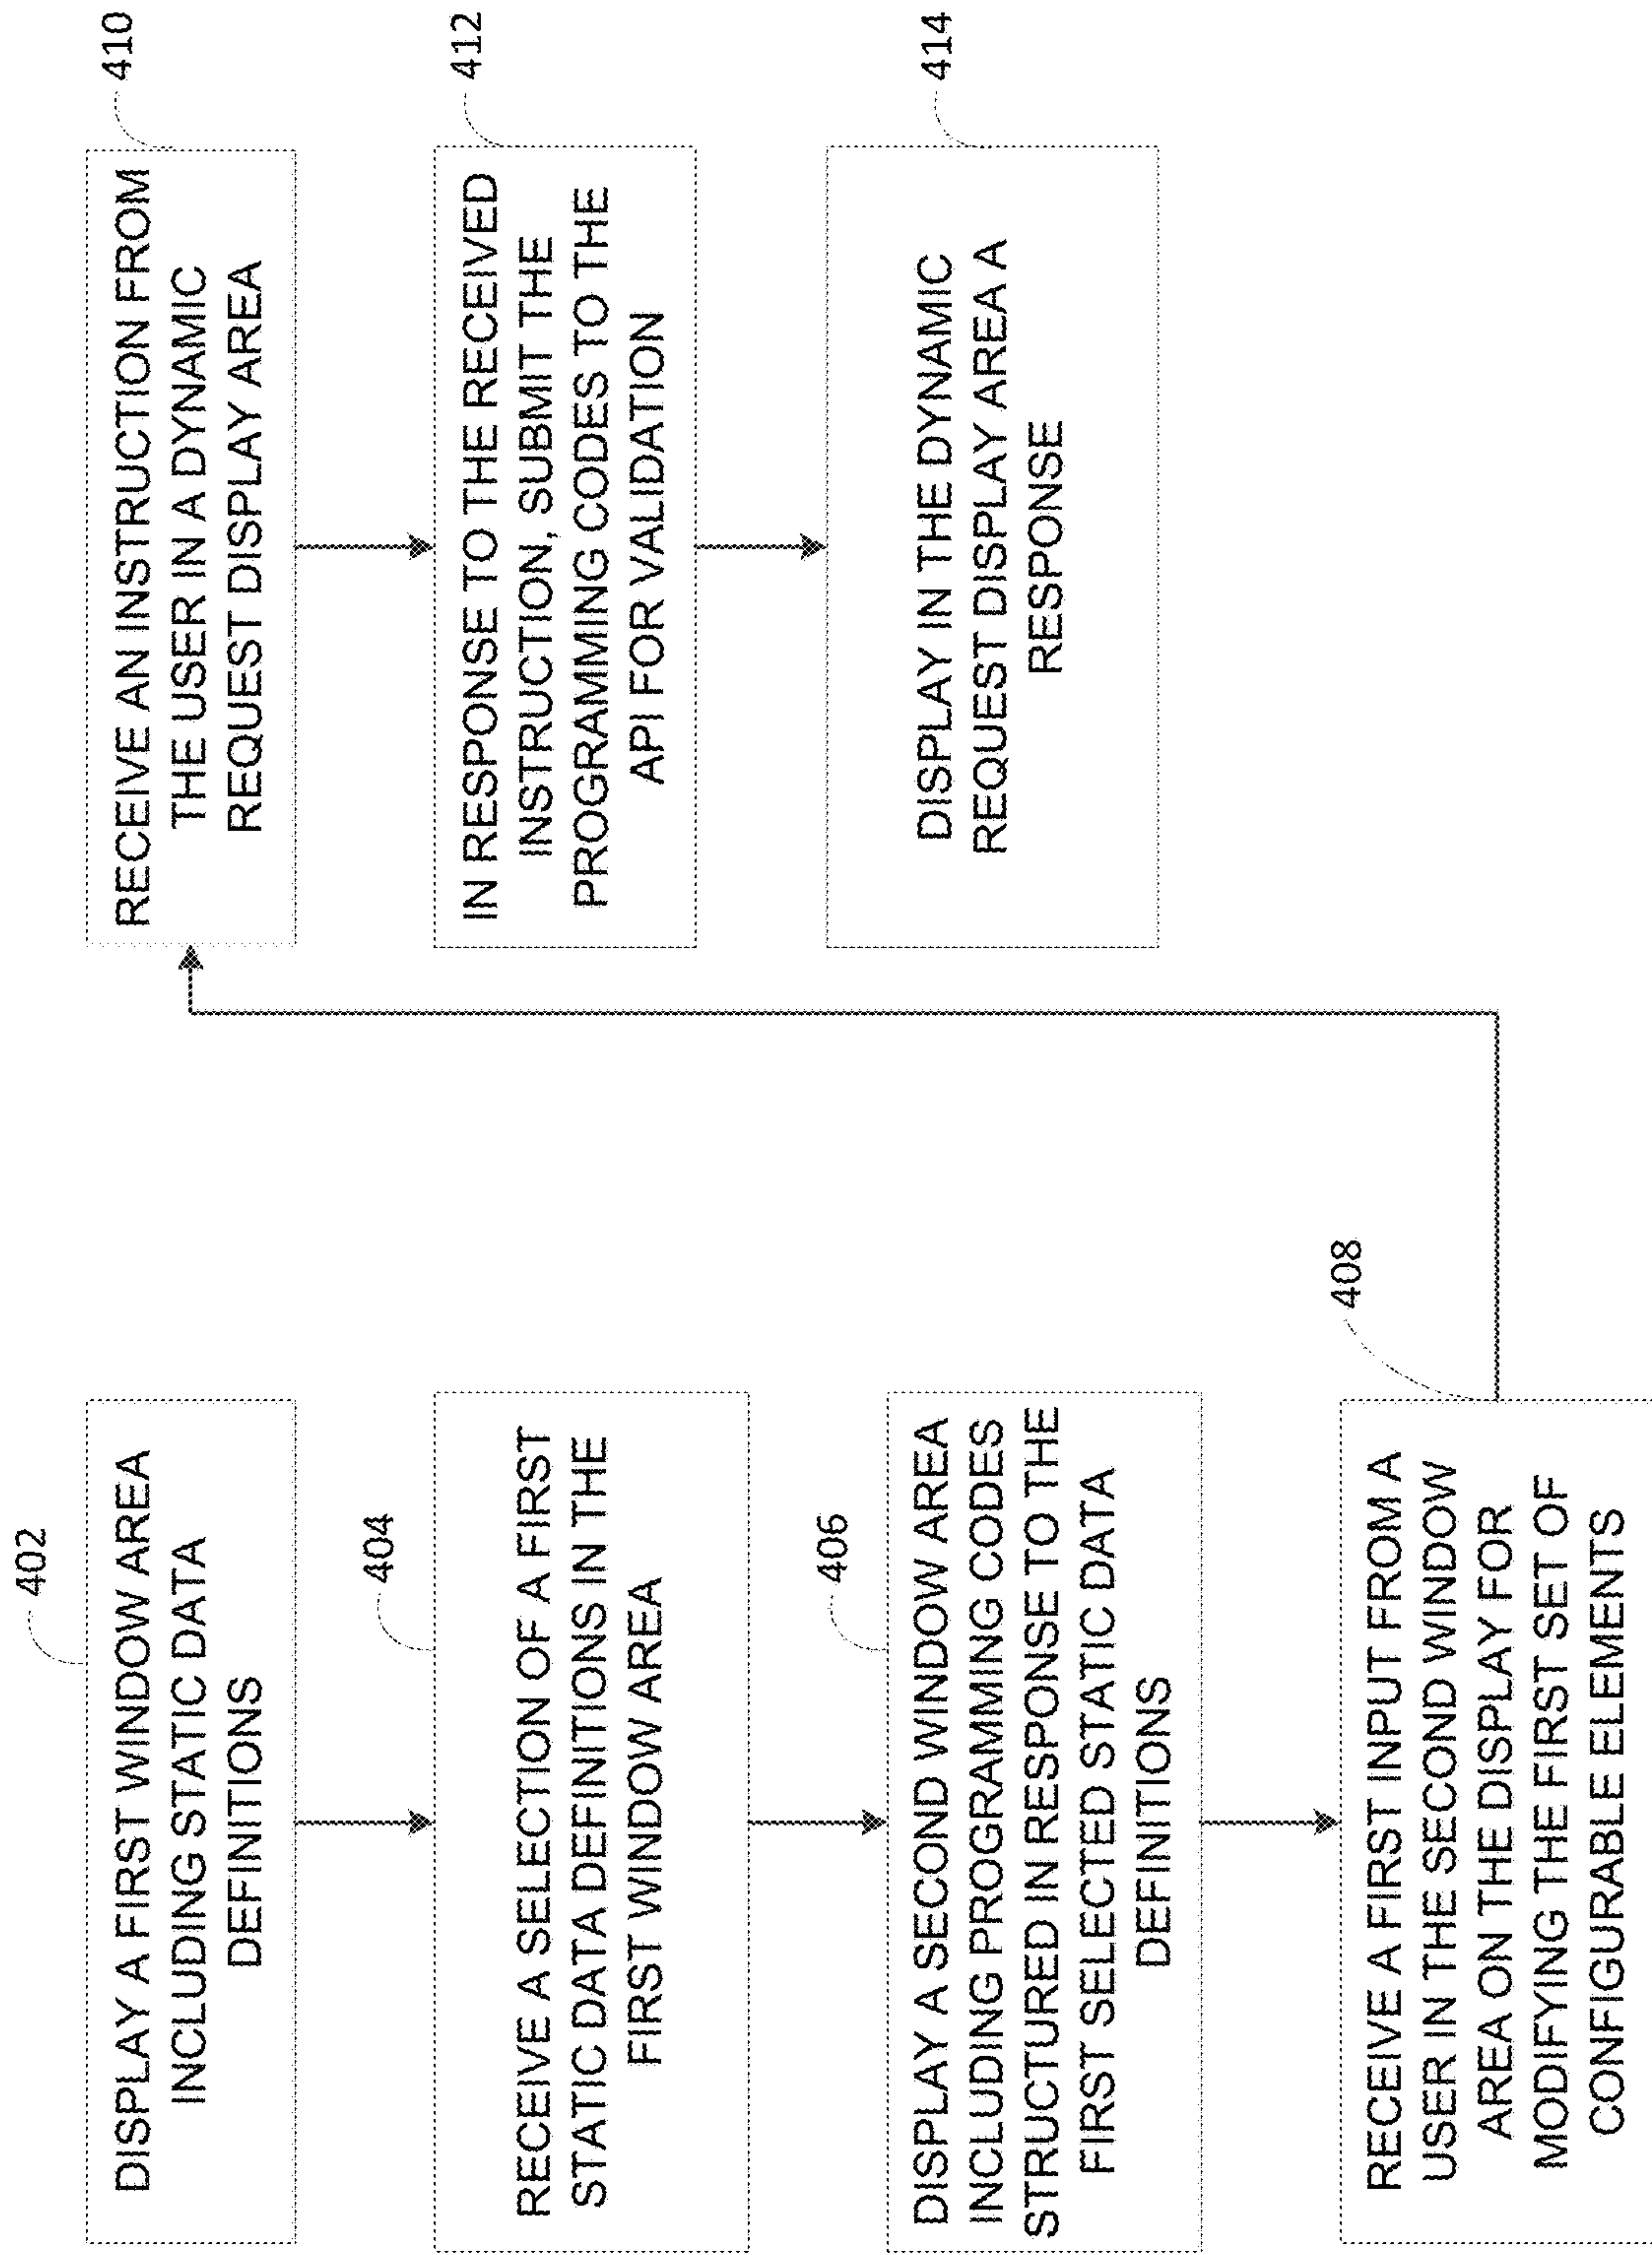 402
DISPLAY A FIRST WINDOW AREA
INCLUDING STATIC DATA
DEFINITIONS
404
RECEIVE A SELECTION OF A FIRST
STATIC DATA DEFINITIONS IN THE
FIRST WINDOW AREA
406
DISPLAY A SECOND WINDOW AREA
INCLUDING PROGRAMMING CODES
STRUCTURED IN RESPONSE TO THE
FIRST SELECTED STATIC DATA
DEFINITIONS
408
RECEIVE A FIRST INPUT FROM A
USER IN THE SECOND WINDOW
AREA ON THE DISPLAY FOR
MODIFYING THE FIRST SET OF
CONFIGURABLE ELEMENTS
410
RECEIVE AN INSTRUCTION FROM
THE USER IN A DYNAMIC
REQUEST DISPLAY AREA
412
IN RESPONSE TO THE RECEIVED
INSTRUCTION, SUBMIT THE
PROGRAMMING CODES TO THE
API FOR VALIDATION
414
DISPLAY IN THE DYNAMIC
REQUEST DISPLAY AREA A
RESPONSE